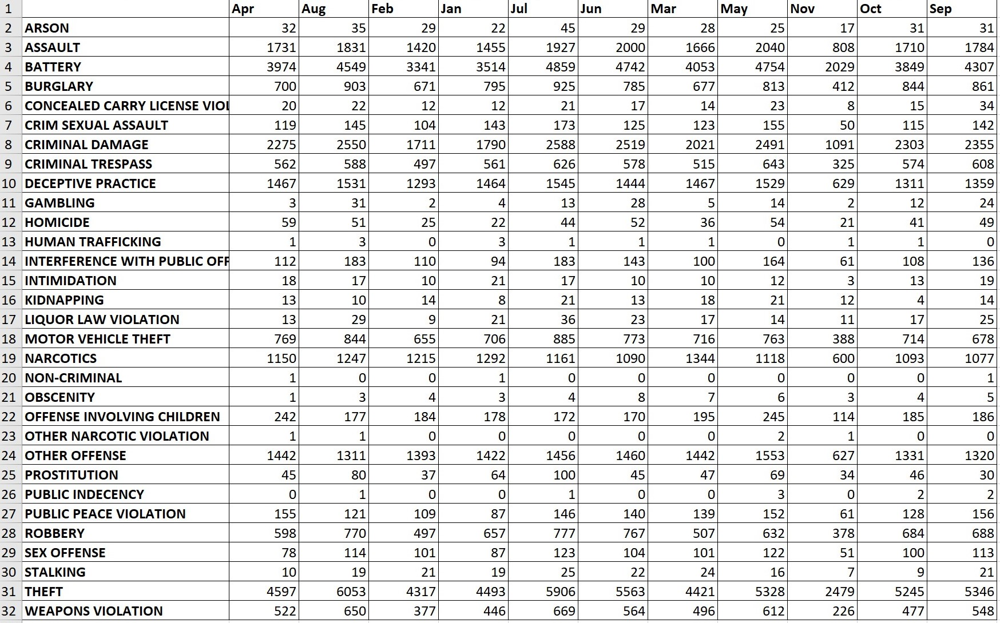 1 Apr Aug Feb Jan Jul Jun Mar May Nov Oct Sep
2 ARSON 32 35 29 22 45 29 28 25 17 31 31
3 ASSAULT 1731 1831 1420 1455 1927 2000 1666 2040 808 1710 1784
4 BATTERY 3974 4549 3341 3514 4859 4742 4053 4754 2029 3849 4307
5 BURGLARY 700 903 671 795 925 785 677 813 412 844 861
6 CONCEALED CARRY LICENSE VIOL 20 22 12 12 21 17 14 23 8 15 34
7 CRIM SEXUAL ASSAULT 119 145 104 143 173 125 123 155 50 115 142
8 CRIMINAL DAMAGE 2275 2550 1711 1790 2588 2519 2021 2491 1091 2303 2355
9 CRIMINAL TRESPASS 562 588 497 561 626 578 515 643 325 574 608
10 DECEPTIVE PRACTICE 1467 1531 1293 1464 1545 1444 1467 1529 629 1311 1359
11 GAMBLING 3 31 2 4 13 28 5 14 2 12 24
12 HOMICIDE 59 51 25 22 44 52 36 54 21 41 49
13 HUMAN TRAFFICKING 1 3 0 3 1 1 1 0 1 1 0
14 INTERFERENCE WITH PUBLIC OFF 112 183 110 94 183 143 100 164 61 108 136
15 INTIMIDATION 18 17 10 21 17 10 10 12 3 13 19
16 KIDNAPPING 13 10 14 8 21 13 18 21 12 4 14
17 LIQUOR LAW VIOLATION 13 29 9 21 36 23 17 14 11 17 25
18 MOTOR VEHICLE THEFT 769 844 655 706 885 773 716 763 388 714 678
19 NARCOTICS 1150 1247 1215 1292 1161 1090 1344 1118 600 1093 1077
20 NON-CRIMINAL 1 0 0 1 0 0 0 0 0 0 1
21 OBSCENITY 1 3 4 3 4 8 7 6 3 4 5
22 OFFENSE INVOLVING CHILDREN 242 177 184 178 172 170 195 245 114 185 186
23 OTHER NARCOTIC VIOLATION 1 1 0 0 0 0 0 2 1 0 0
24 OTHER OFFENSE 1442 1311 1393 1422 1456 1460 1442 1553 627 1331 1320
25 PROSTITUTION 45 80 37 64 100 45 47 69 34 46 30
26 PUBLIC INDECENCY 0 1 0 0 1 0 0 3 0 2 2
27 PUBLIC PEACE VIOLATION 155 121 109 87 146 140 139 152 61 128 156
28 ROBBERY 598 770 497 657 777 767 507 632 378 684 688
29 SEX OFFENSE 78 114 101 87 123 104 101 122 51 100 113
30 STALKING 10 19 21 19 25 22 24 16 7 9 21
31 THEFT 4597 6053 4317 4493 5906 5563 4421 5328 2479 5245 5346
32 WEAPONS VIOLATION 522 650 377 446 669 564 496 612 226 477 548